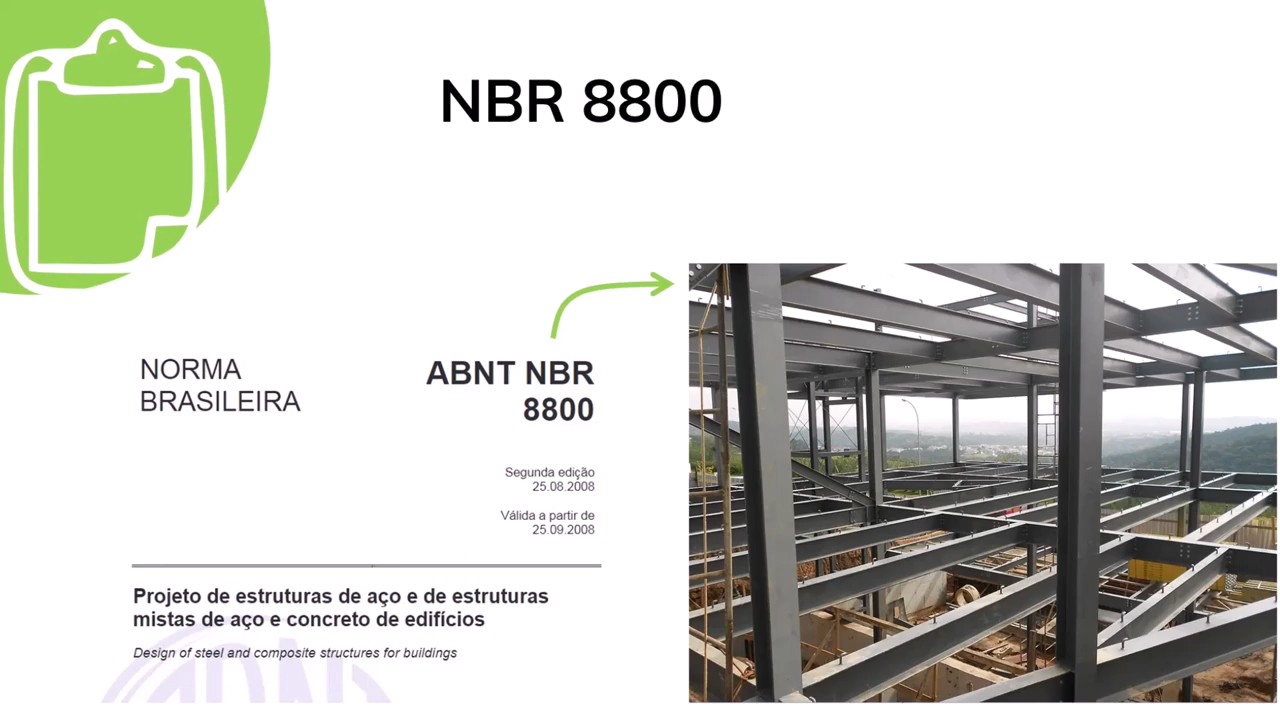 NBR 8800
NORMA
BRASILEIRA
ABNT NBR
8800
Segunda edição
25.08.2008
Válida a partir de
25.09.2008
Projeto de estruturas de aço e de estruturas
mistas de aço e concreto de edifícios
Design of steel and composite structures for buildings